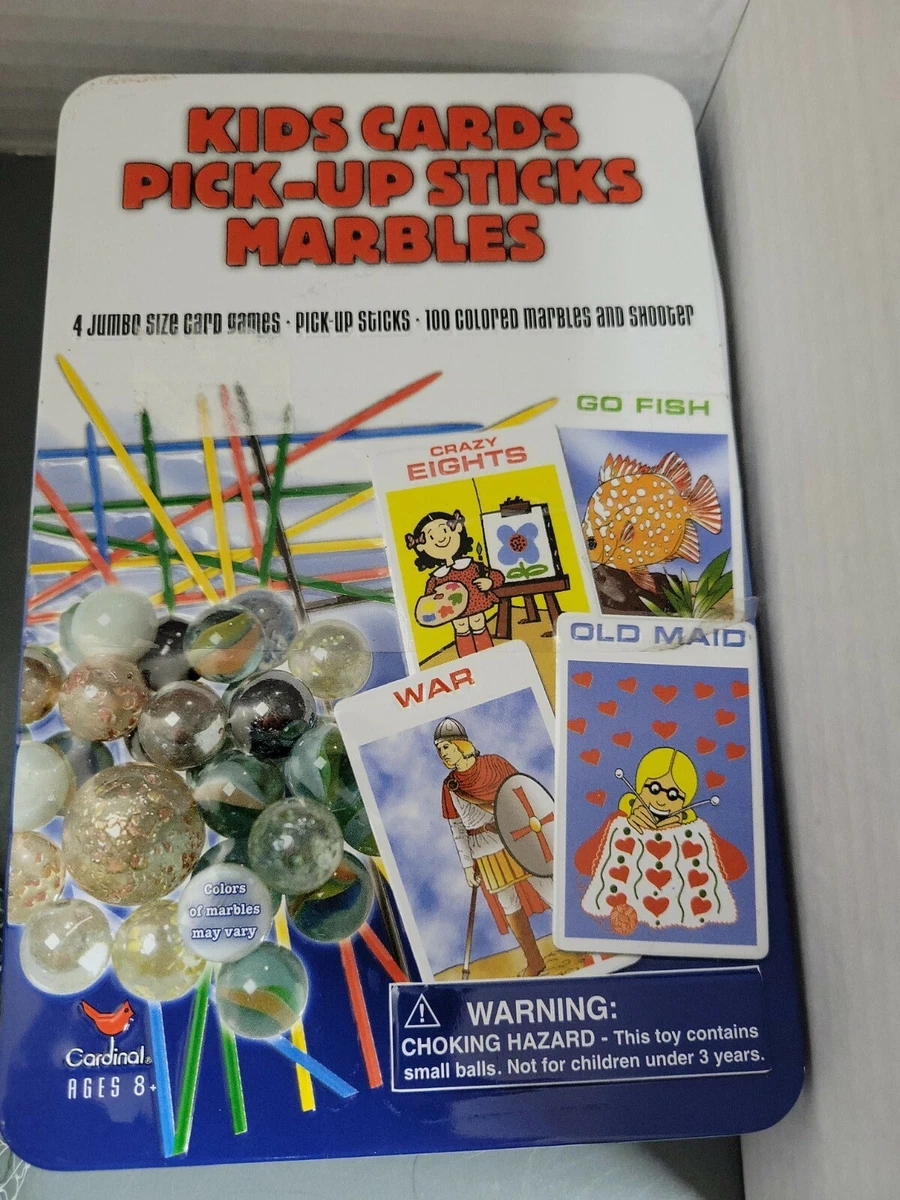 KIDS CARDS
PICK-UP STICKS
MARBLES
4 JUMBO SIZE CARD GAMES · PICK-UP STICKS · 100 COLORED MARBLES AND SHOOTER
GO FISH
CRAZY
EIGHTS
OLD MAID
WAR
Colors
of marbles
may vary
Cardinal®
AGES 8+
WARNING:
CHOKING HAZARD - This toy contains
small balls. Not for children under 3 years.